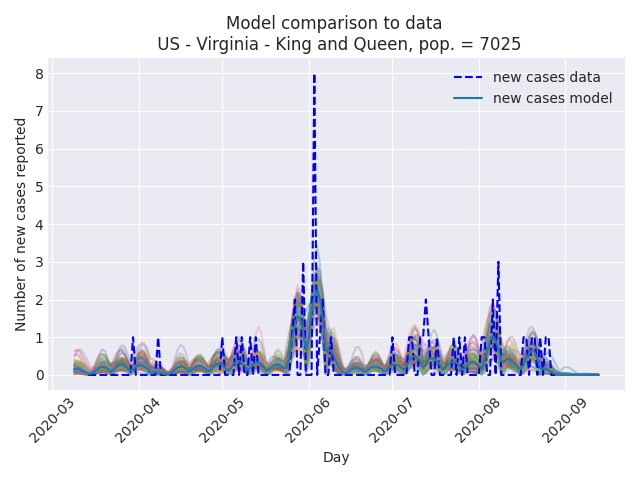 Model comparison to data
US - Virginia - King and Queen, pop. = 7025
new cases data
new cases model
Number of new cases reported
8
7
6
5
4
3
2
1
0
2020-03
2020-04
2020-05
2020-06
2020-07
2020-08
2020-09
Day